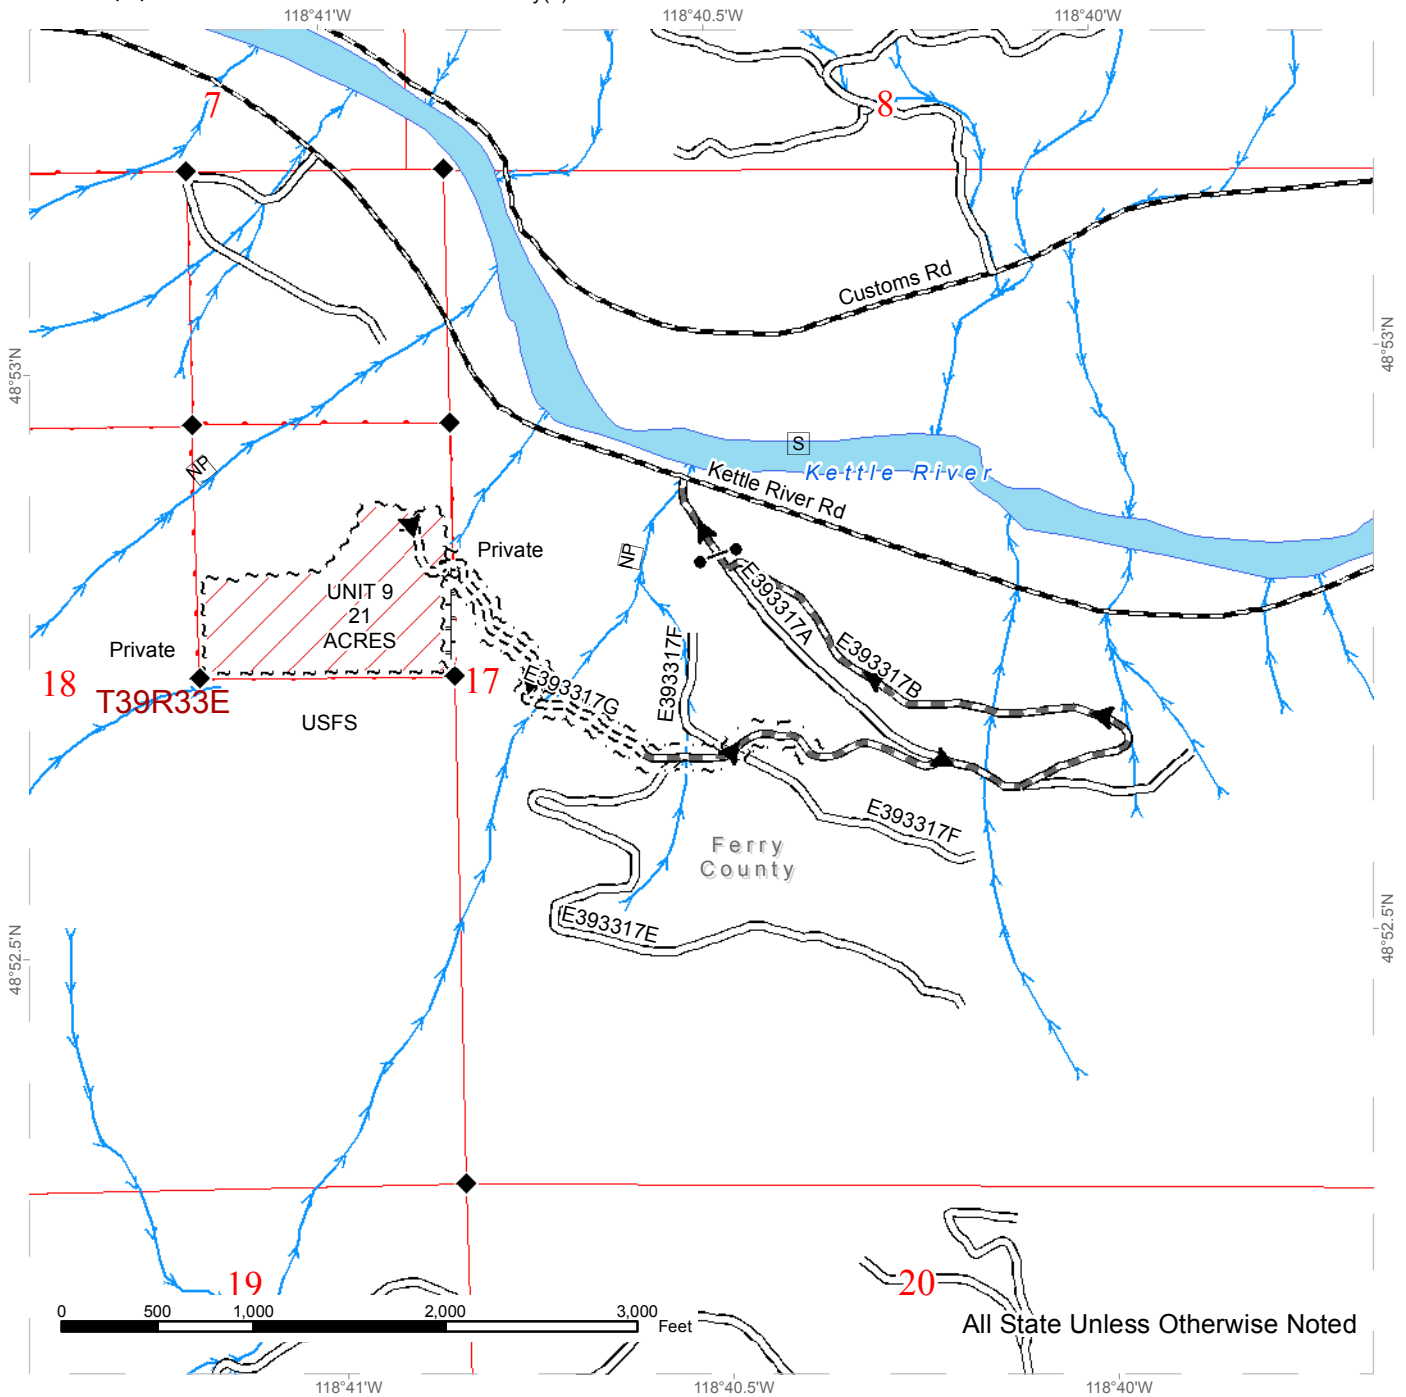 118°41'W
118°40.5'W
118°40'W
7
8
Customs Rd
48°53'N
48°53'N
S
Kettle River
Kettle River Rd
NP
Private
NP
UNIT 9
21
ACRES
E393317A
Private
E393317F
E393317B
18
17
T39R33E
E393317G
USFS
E393317F
Ferry
County
E393317E
48°52.5'N
48°52.5'N
19
20
0 500 1,000 2,000 3,000
Feet
All State Unless Otherwise Noted
118°41'W
118°40.5'W
118°40'W